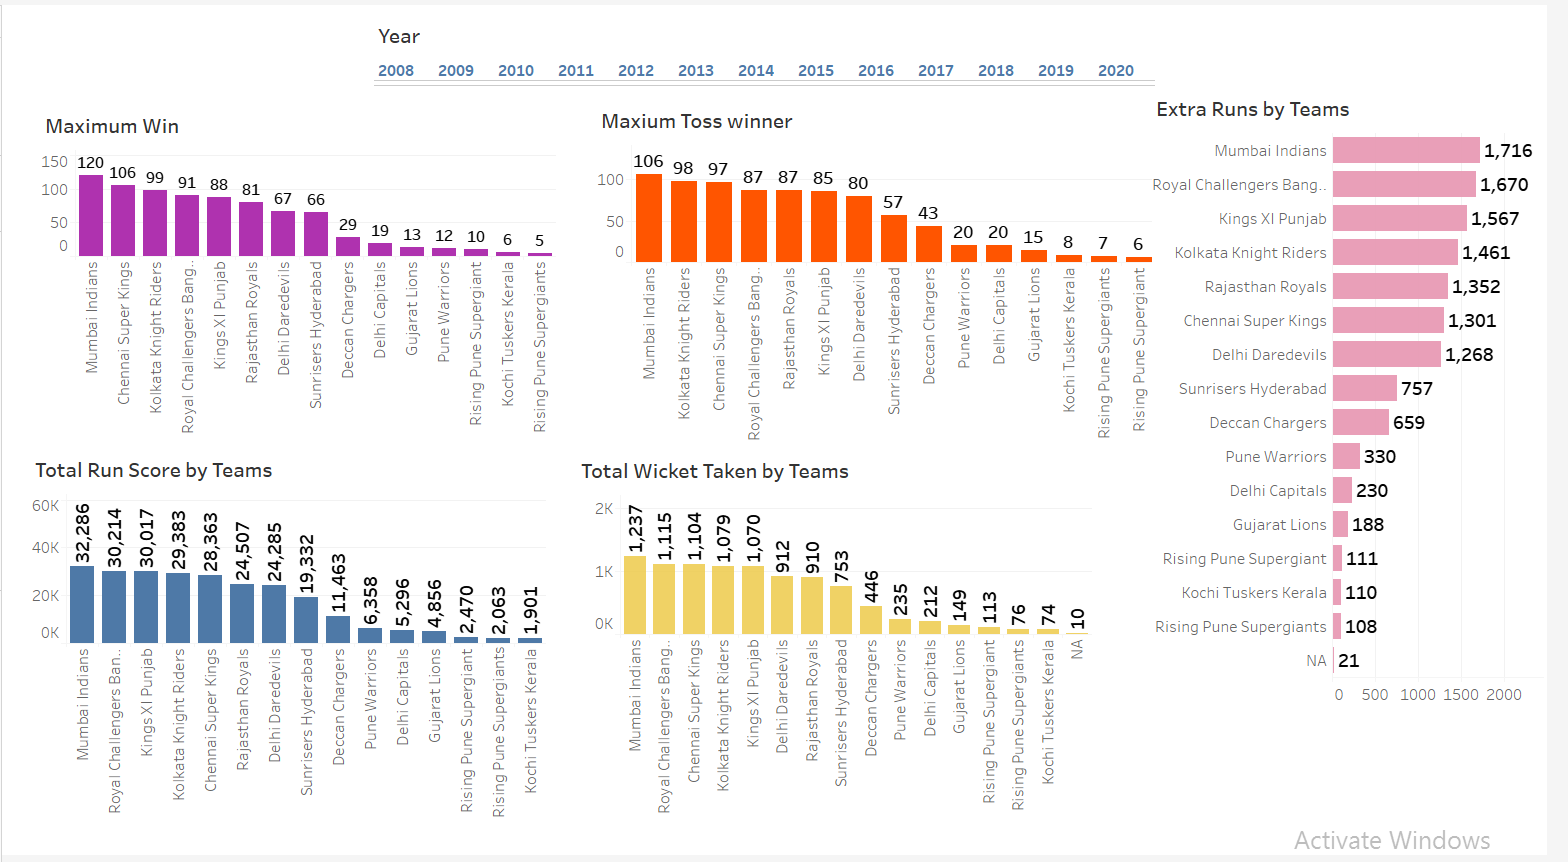 Year
2008 2009 2010 2011 2012 2013 2014 2015 2016 2017 2018 2019 2020
Maximum Win
150
100
50
0
120 106 99 91 88 81 67 66 29 19 13 12 10 6 5
Mumbai Indians
Chennai Super Kings
Kolkata Knight Riders
Royal Challengers Bang..
Kings XI Punjab
Rajasthan Royals
Delhi Daredevils
Sunrisers Hyderabad
Deccan Chargers
Delhi Capitals
Gujarat Lions
Pune Warriors
Rising Pune Supergiant
Kochi Tuskers Kerala
Rising Pune Supergiants
Maxium Toss winner
100
50
0
106 98 97 87 87 85 80 57 43 20 20 15 8 7 6
Mumbai Indians
Kolkata Knight Riders
Chennai Super Kings
Royal Challengers Bang..
Rajasthan Royals
Kings XI Punjab
Delhi Daredevils
Sunrisers Hyderabad
Deccan Chargers
Pune Warriors
Delhi Capitals
Gujarat Lions
Kochi Tuskers Kerala
Rising Pune Supergiants
Rising Pune Supergiant
Extra Runs by Teams
Mumbai Indians 1,716
Royal Challengers Bang.. 1,670
Kings XI Punjab 1,567
Kolkata Knight Riders 1,461
Rajasthan Royals 1,352
Chennai Super Kings 1,301
Delhi Daredevils 1,268
Sunrisers Hyderabad 757
Deccan Chargers 659
Pune Warriors 330
Delhi Capitals 230
Gujarat Lions 188
Rising Pune Supergiant 111
Kochi Tuskers Kerala 110
Rising Pune Supergiants 108
NA 21
0 500 1000 1500 2000
Total Run Score by Teams
60K
40K
20K
0K
32,286 30,214 30,017 29,383 28,363 24,507 24,285 19,332 11,463 6,358 5,296 4,856 2,470 2,063 1,901
Mumbai Indians
Royal Challengers Ban..
Kings XI Punjab
Kolkata Knight Riders
Chennai Super Kings
Rajasthan Royals
Delhi Daredevils
Sunrisers Hyderabad
Deccan Chargers
Pune Warriors
Delhi Capitals
Gujarat Lions
Rising Pune Supergiant
Rising Pune Supergiants
Kochi Tuskers Kerala
Total Wicket Taken by Teams
2K
1K
0K
1,237 1,115 1,104 1,079 1,070 912 910 753 446 235 212 149 113 76 74 10
Mumbai Indians
Royal Challengers Bang..
Chennai Super Kings
Kolkata Knight Riders
Kings XI Punjab
Delhi Daredevils
Rajasthan Royals
Sunrisers Hyderabad
Deccan Chargers
Pune Warriors
Delhi Capitals
Gujarat Lions
Rising Pune Supergiant
Rising Pune Supergiants
Kochi Tuskers Kerala
NA
Activate Windows